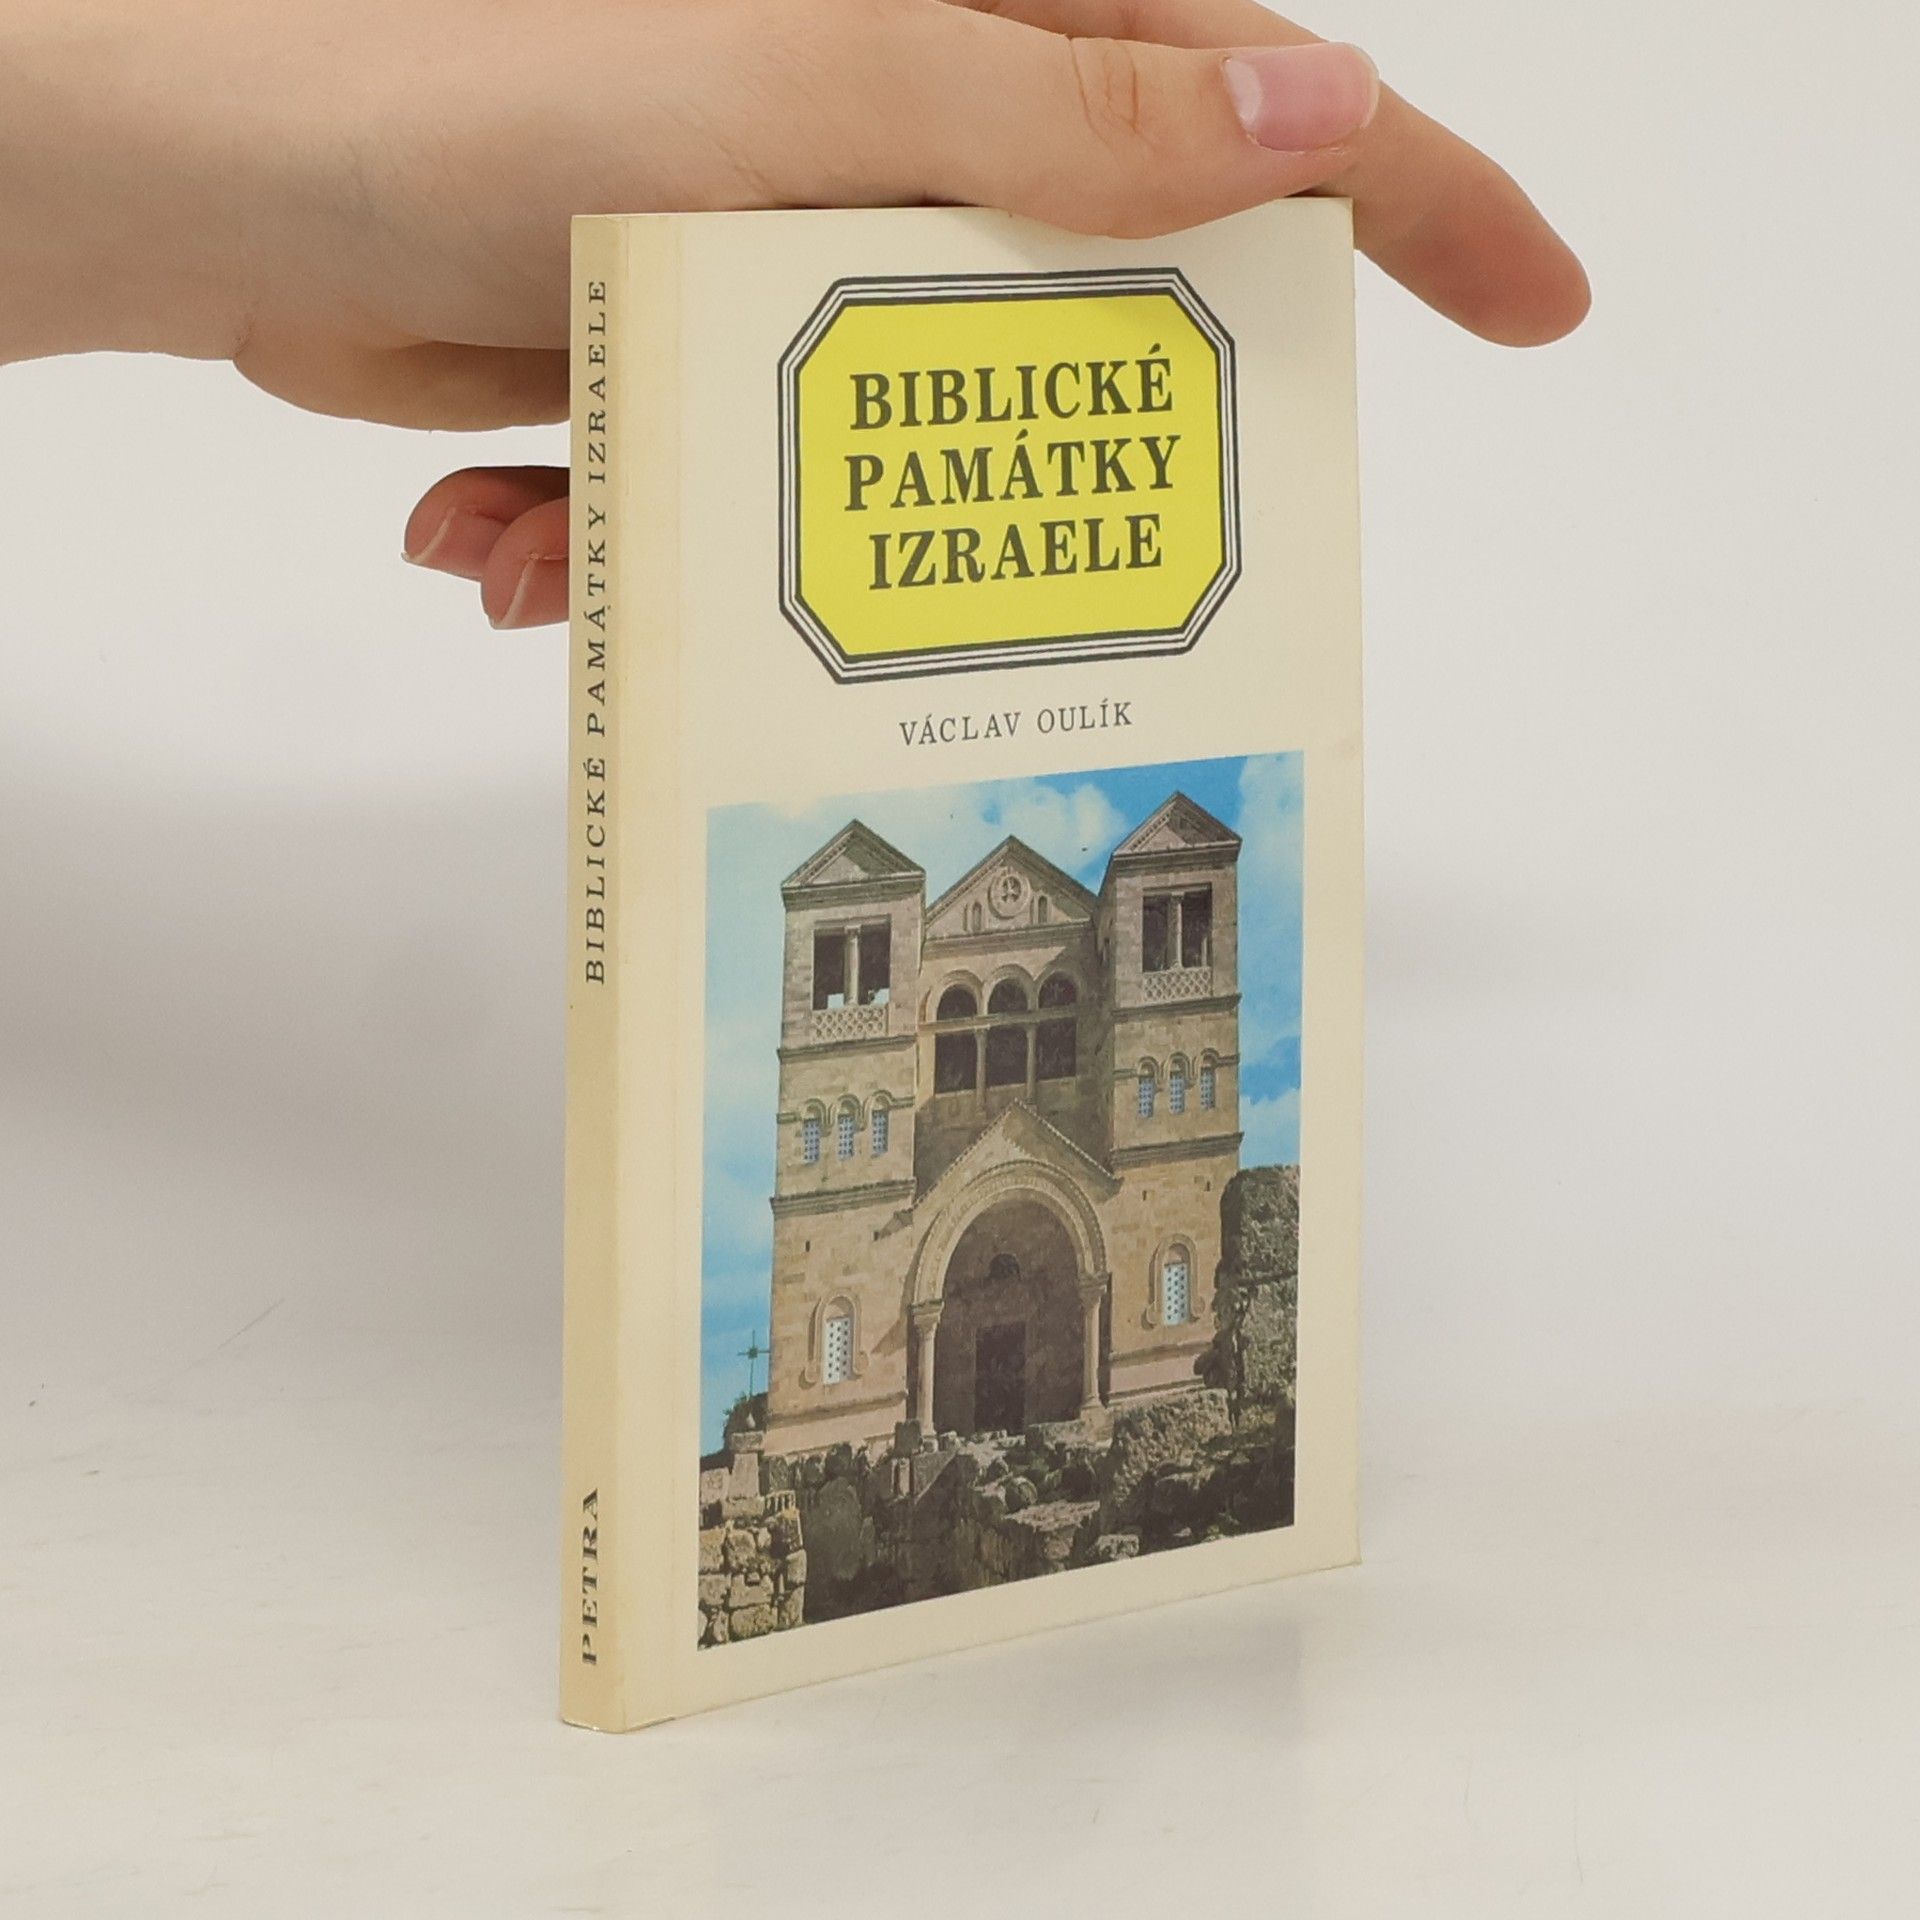 BIBLICKÉ
PAMÁTKY
IZRAELE
VÁCLAV OULÍK
BIBLICKÉ PAMÁTKY IZRAELE
PETRA